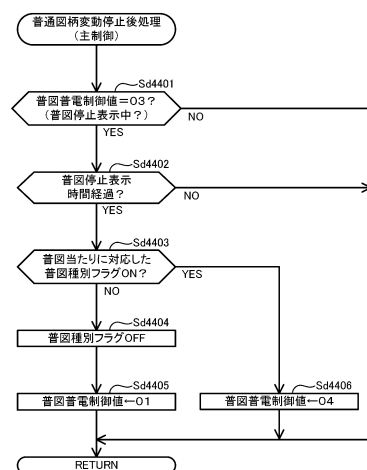 普通図柄変動停止後処理
（主制御）
Sd4401
普図普電制御値＝03？
（普図停止表示中？）
NO
YES
Sd4402
普図停止表示
時間経過？
NO
YES
Sd4403
普図当たりに対応した
普図種別フラグON？
YES
NO
Sd4404
普図種別フラグOFF
Sd4405
普図普電制御値←01
Sd4406
普図普電制御値←04
RETURN